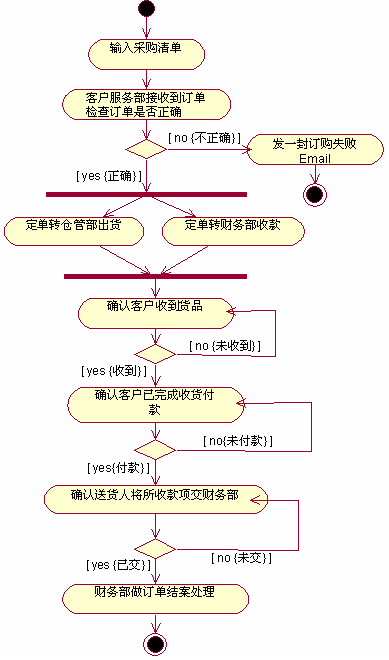 输入采购清单
客户服务部接收到订单
检查订单是否正确
[ no {不正确} ]
发一封订购失败
Email
[ yes {正确} ]
定单转仓管部出货
定单转财务部收款
确认客户收到货品
[ no {未收到} ]
[ yes {收到} ]
确认客户已完成收货付
款
[ no{未付款} ]
[ yes{付款} ]
确认送货人将所收款项交财务部
[ no {未交} ]
[ yes {已交} ]
财务部做订单结案处理